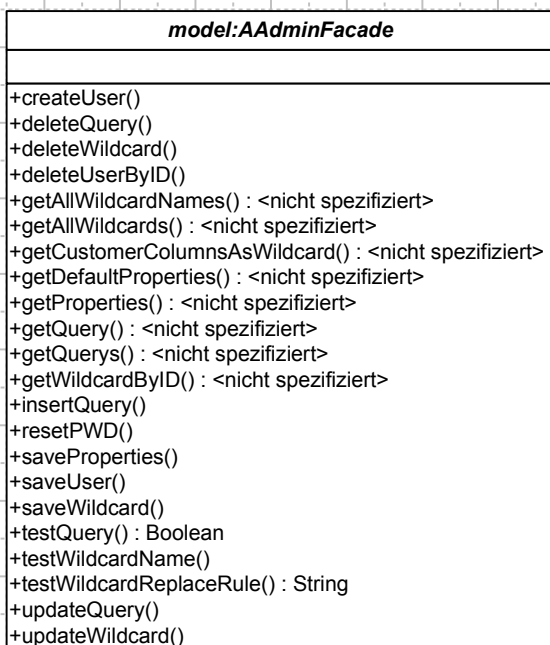 model:AAdminFacade
+createUser()
+deleteQuery()
+deleteWildcard()
+deleteUserByID()
+getAllWildcardNames() : <nicht spezifiziert>
+getAllWildcards() : <nicht spezifiziert>
+getCustomerColumnsAsWildcard() : <nicht spezifiziert>
+getDefaultProperties() : <nicht spezifiziert>
+getProperties() : <nicht spezifiziert>
+getQuery() : <nicht spezifiziert>
+getQuerys() : <nicht spezifiziert>
+getWildcardByID() : <nicht spezifiziert>
+insertQuery()
+resetPWD()
+saveProperties()
+saveUser()
+saveWildcard()
+testQuery() : Boolean
+testWildcardName()
+testWildcardReplaceRule() : String
+updateQuery()
+updateWildcard()